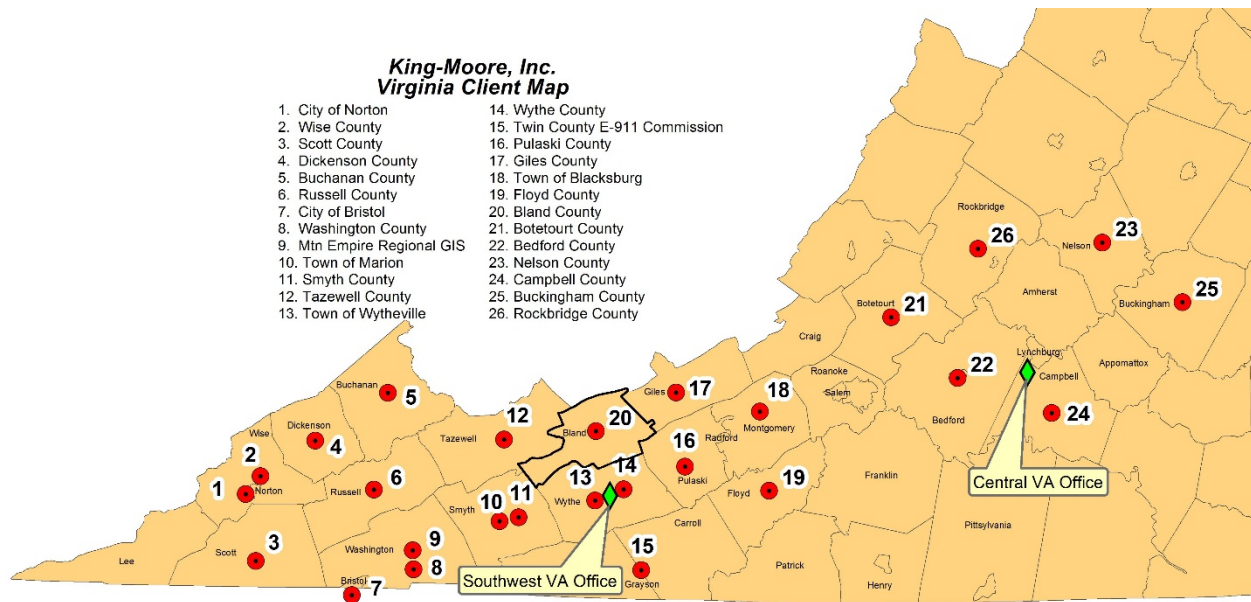 King-Moore, Inc.
Virginia Client Map
1. City of Norton
2. Wise County
3. Scott County
4. Dickenson County
5. Buchanan County
6. Russell County
7. City of Bristol
8. Washington County
9. Mtn Empire Regional GIS
10. Town of Marion
11. Smyth County
12. Tazewell County
13. Town of Wytheville
14. Wythe County
15. Twin County E-911 Commission
16. Pulaski County
17. Giles County
18. Town of Blacksburg
19. Floyd County
20. Bland County
21. Botetourt County
22. Bedford County
23. Nelson County
24. Campbell County
25. Buckingham County
26. Rockbridge County
Rockbridge
26
23
Nelson
Amherst
25
Buckingham
Botetourt
21
Craig
Lynchburg
Appomattox
Roanoke
Salem
22
Campbell
Buchanan
5
Giles
17
18
Montgomery
Bedford
24
Dickenson
4
Wise
12
Tazewell
20
Bland
Radford
16
Pulaski
2
1
Norton
Russell
6
14
13
Wythe
Floyd
19
Franklin
Central VA Office
Smyth
10
11
Carroll
Pittsylvania
Lee
Scott
3
Washington
9
8
Bristol
7
Southwest VA Office
15
Grayson
Patrick
Henry